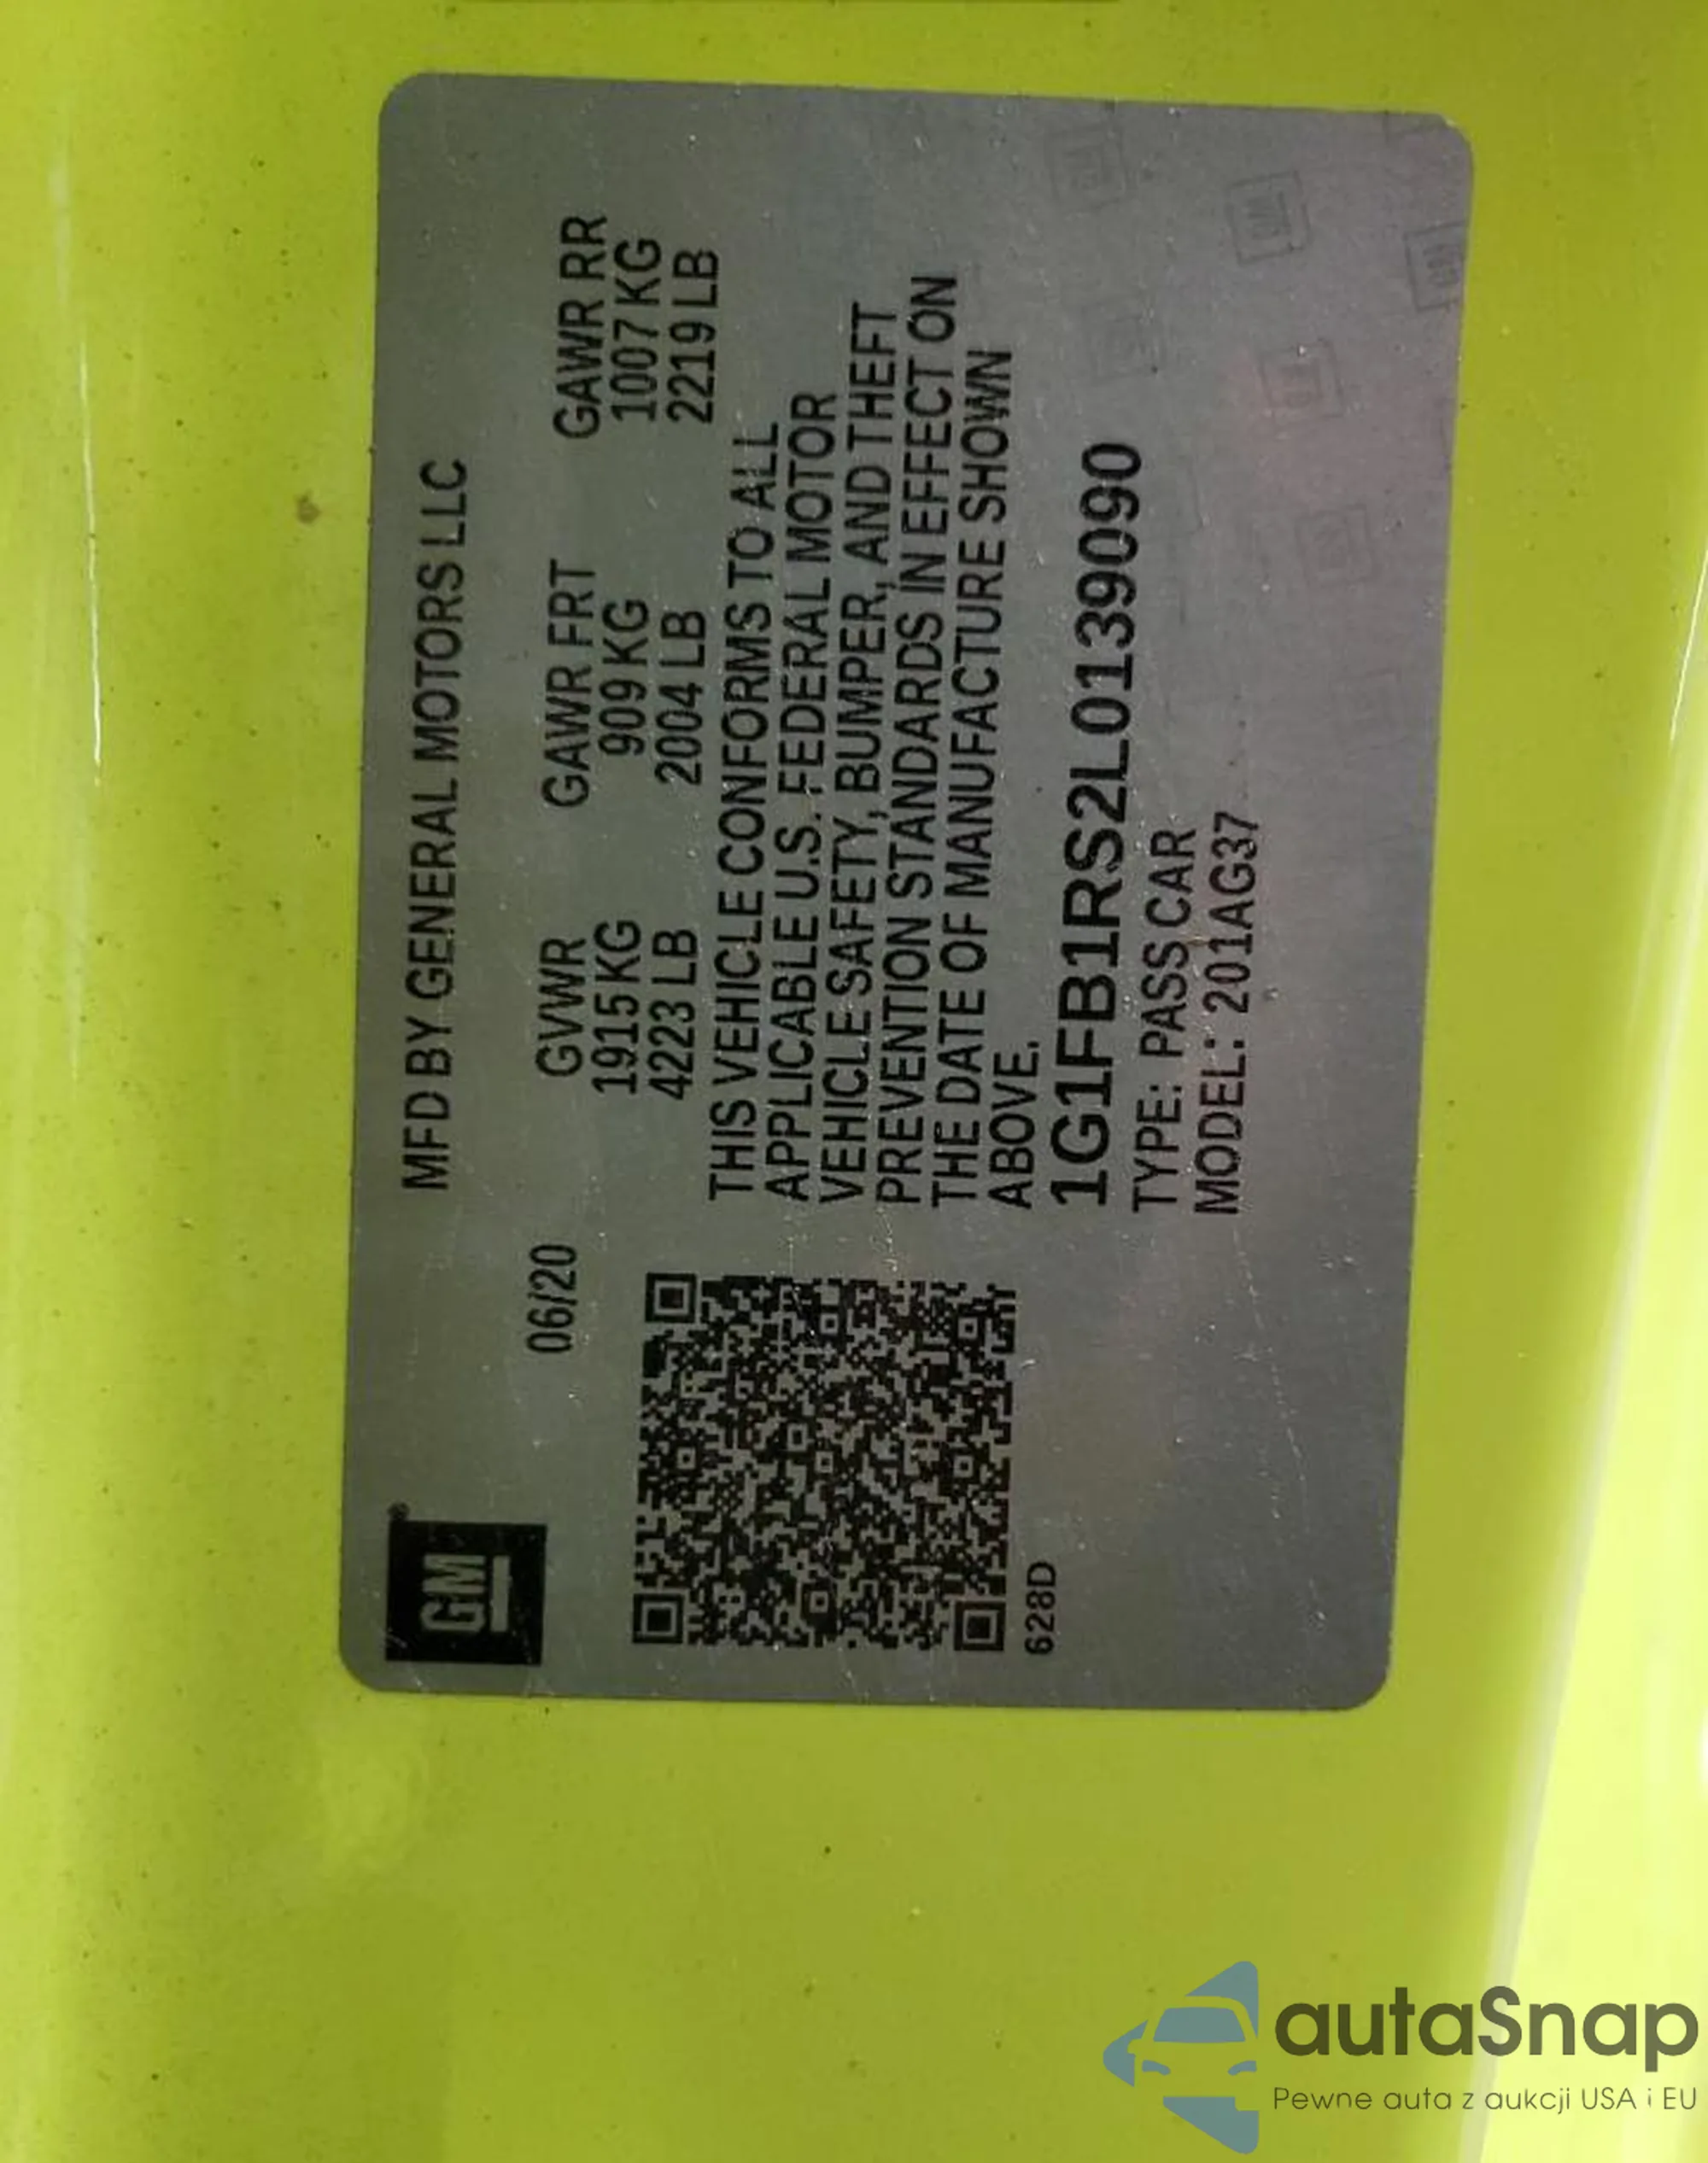 GM
MFD BY GENERAL MOTORS LLC
06/20
GVWR GAWR FRT GAWR RR
1915 KG 909 KG 1007 KG
4223 LB 2004 LB 2219 LB
THIS VEHICLE CONFORMS TO ALL
APPLICABLE U.S. FEDERAL MOTOR
VEHICLE SAFETY, BUMPER, AND THEFT
PREVENTION STANDARDS IN EFFECT ON
THE DATE OF MANUFACTURE SHOWN
ABOVE.
1G1FB1RS2L0139090
TYPE: PASS CAR
MODEL: 201AG37
628D
autaSnap
Pewne auta z aukcji USA i EU